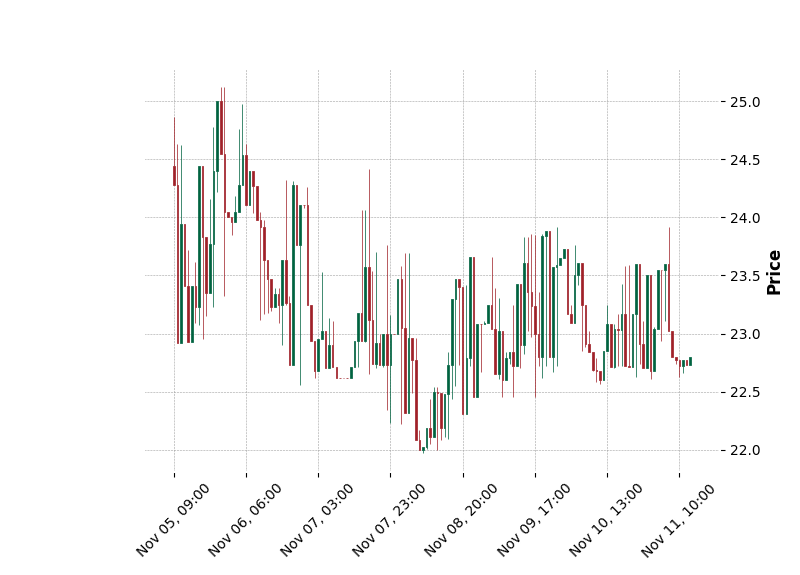 25.0
24.5
24.0
23.5
23.0
22.5
22.0
Price
Nov 05, 09:00
Nov 06, 06:00
Nov 07, 03:00
Nov 07, 23:00
Nov 08, 20:00
Nov 09, 17:00
Nov 10, 13:00
Nov 11, 10:00